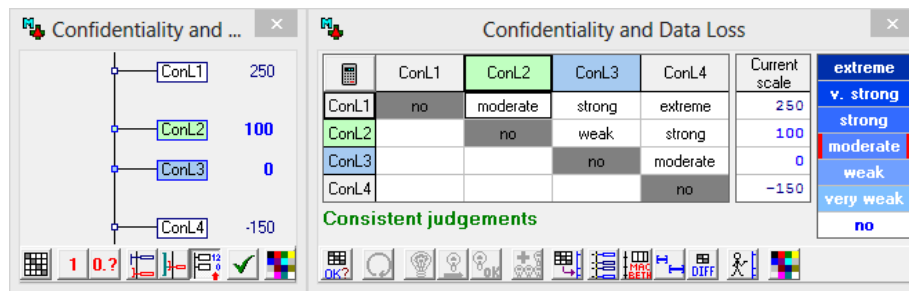 Confidentiality and ...
ConL1 250
ConL2 100
ConL3 0
ConL4 -150
1 0.?
Confidentiality and Data Loss
ConL1 ConL2 ConL3 ConL4 Current scale
ConL1 no moderate strong extreme 250
ConL2 no weak strong 100
ConL3 no moderate 0
ConL4 no -150
Consistent judgements
extreme
v. strong
strong
moderate
weak
very weak
no
OK? OK MAC BETH DIFF